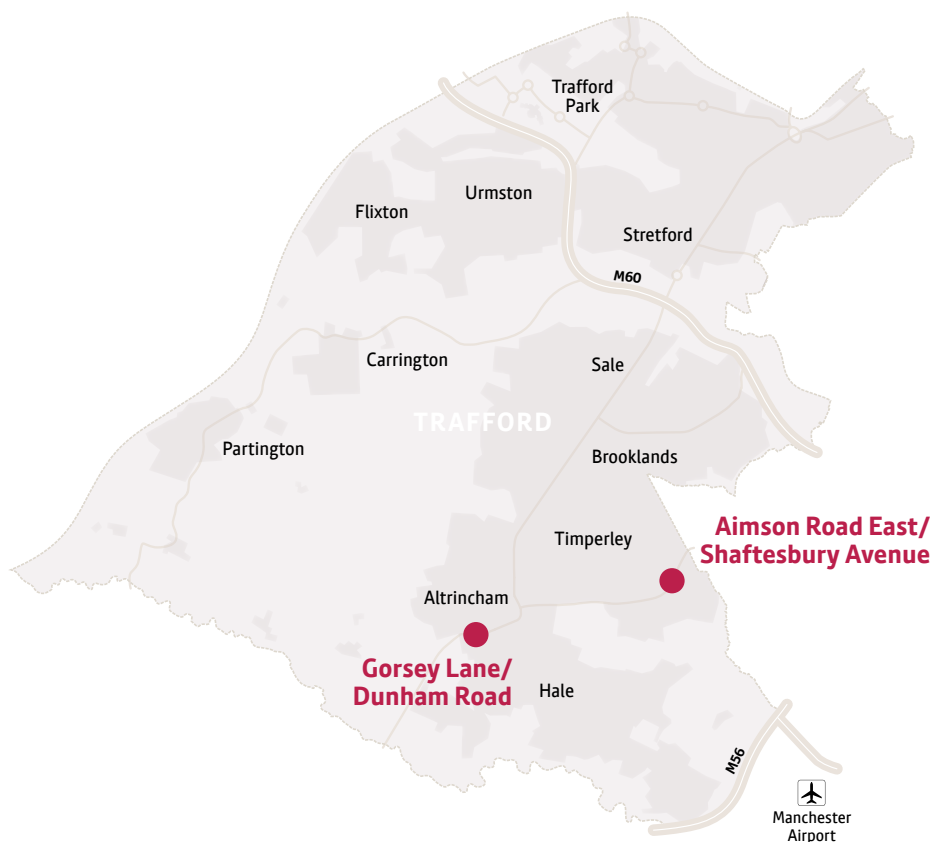 Trafford
Park
Urmston
Flixton
Stretford
M60
Carrington
Sale
TRAFFORD
Partington
Brooklands
Aimson Road East/
Shaftesbury Avenue
Timperley
Altrincham
Gorsey Lane/
Dunham Road
Hale
M56
Manchester
Airport